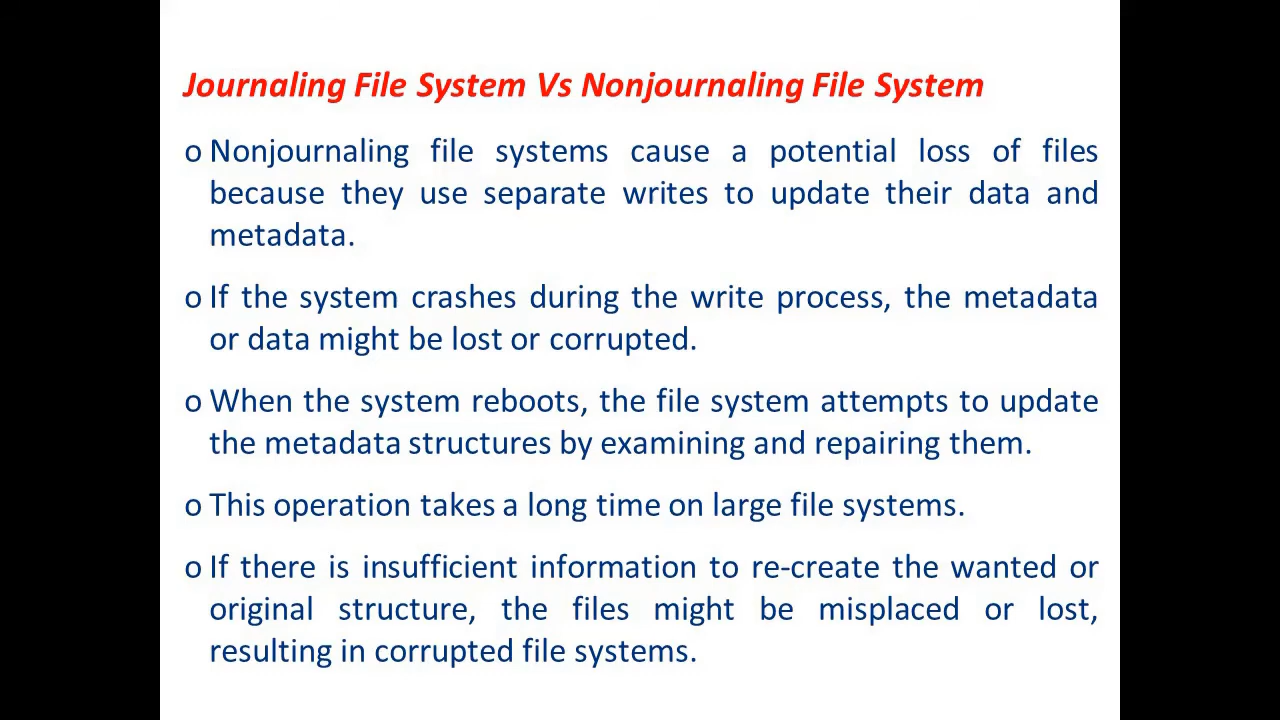 Journaling File System Vs Nonjournaling File System
o Nonjournaling file systems cause a potential loss of files
because they use separate writes to update their data and
metadata.
o If the system crashes during the write process, the metadata
or data might be lost or corrupted.
o When the system reboots, the file system attempts to update
the metadata structures by examining and repairing them.
o This operation takes a long time on large file systems.
o If there is insufficient information to re-create the wanted or
original structure, the files might be misplaced or lost,
resulting in corrupted file systems.